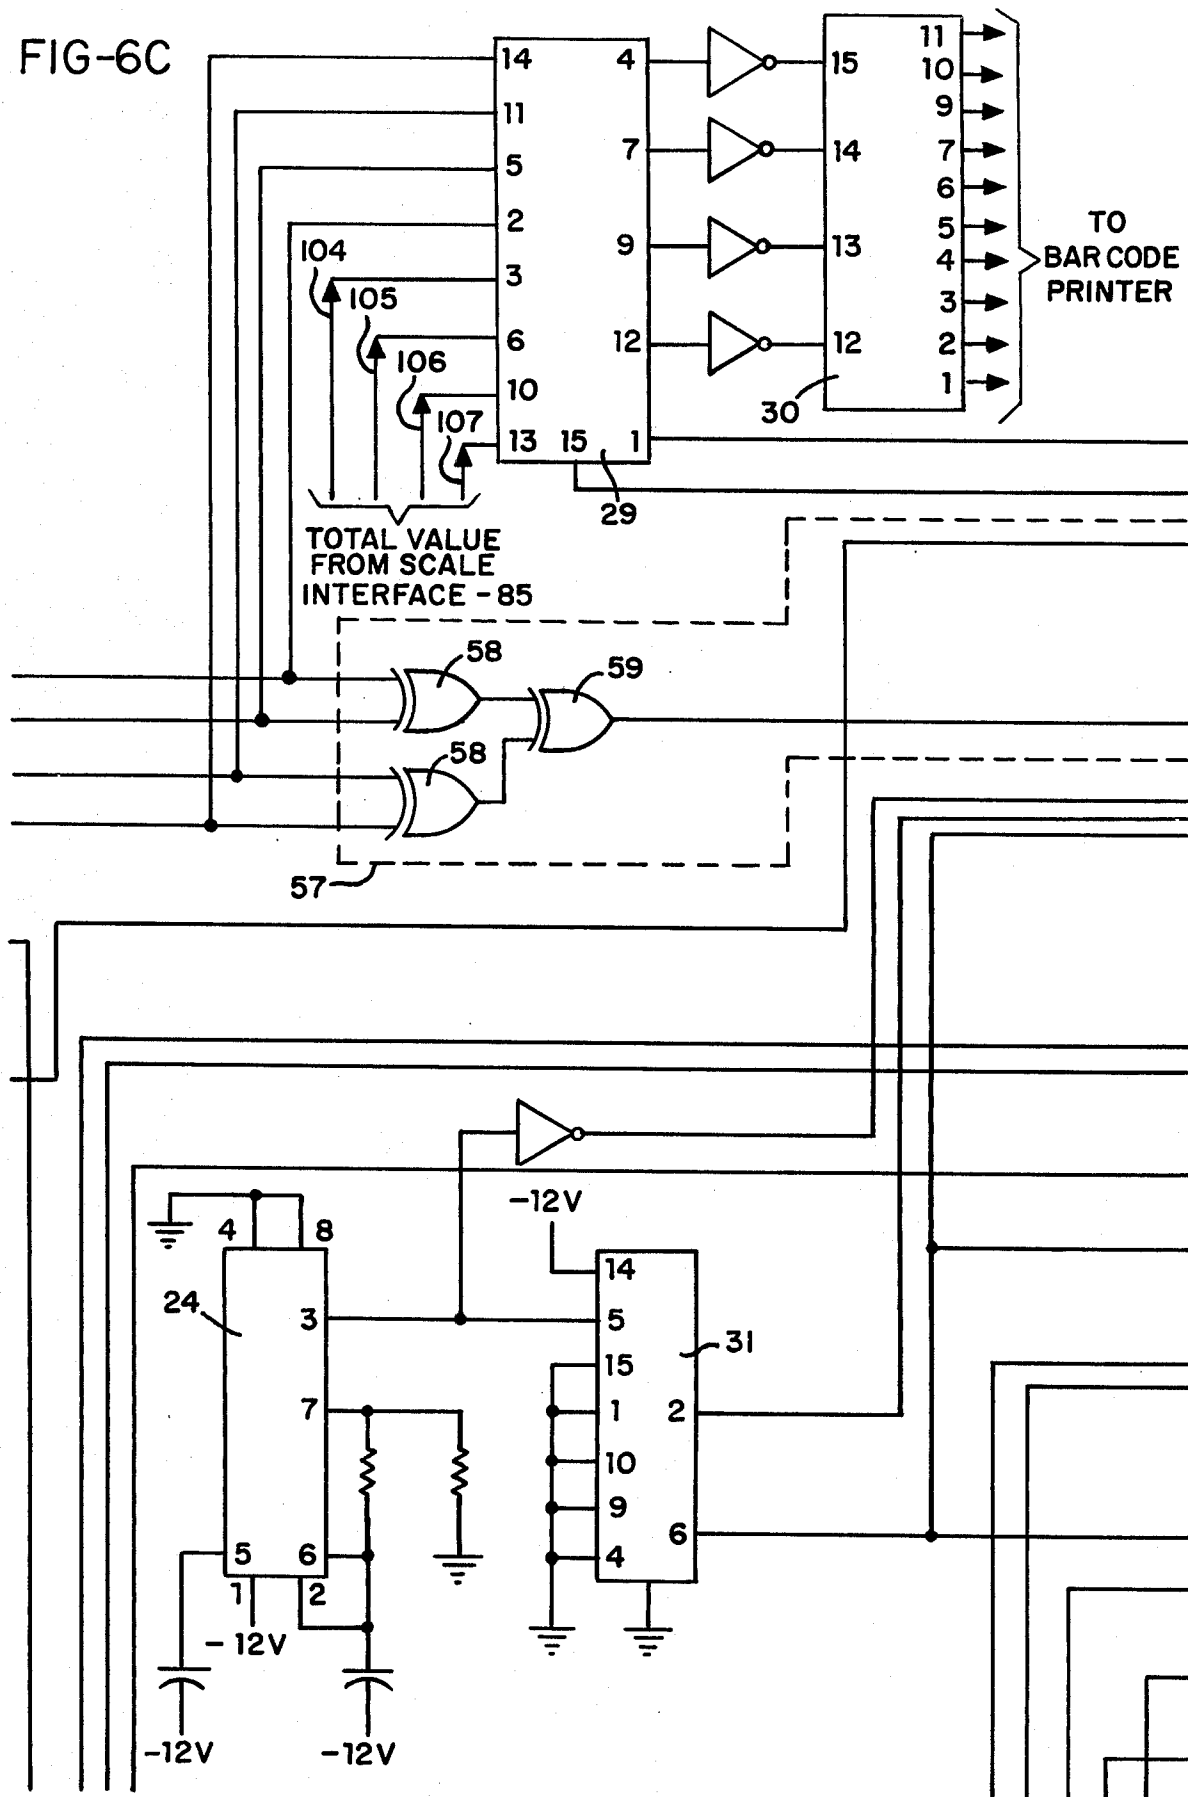 FIG-6C
14 4 15 11
11 7 14 10
5 9 13 9
2 12 12 7
3 6
6 5
10 4
13 15 1 3
2
1
30
29
104
105
106
107
TO
BAR CODE
PRINTER
TOTAL VALUE
FROM SCALE
INTERFACE - 85
58
59
58
57
-12V
4 8
24
3
7
5 6
1 2
-12V
-12V
-12V
14
5
15
1
10
9
4
2
6
31